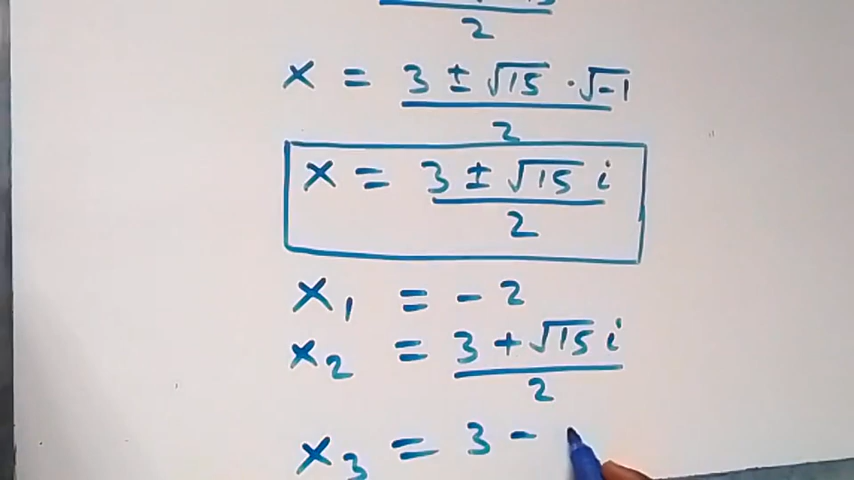 2
x = 3 ± √15 · √-1
2
x = 3 ± √15 i
2
x₁ = - 2
x₂ = 3 + √15 i
2
x₃ = 3 -